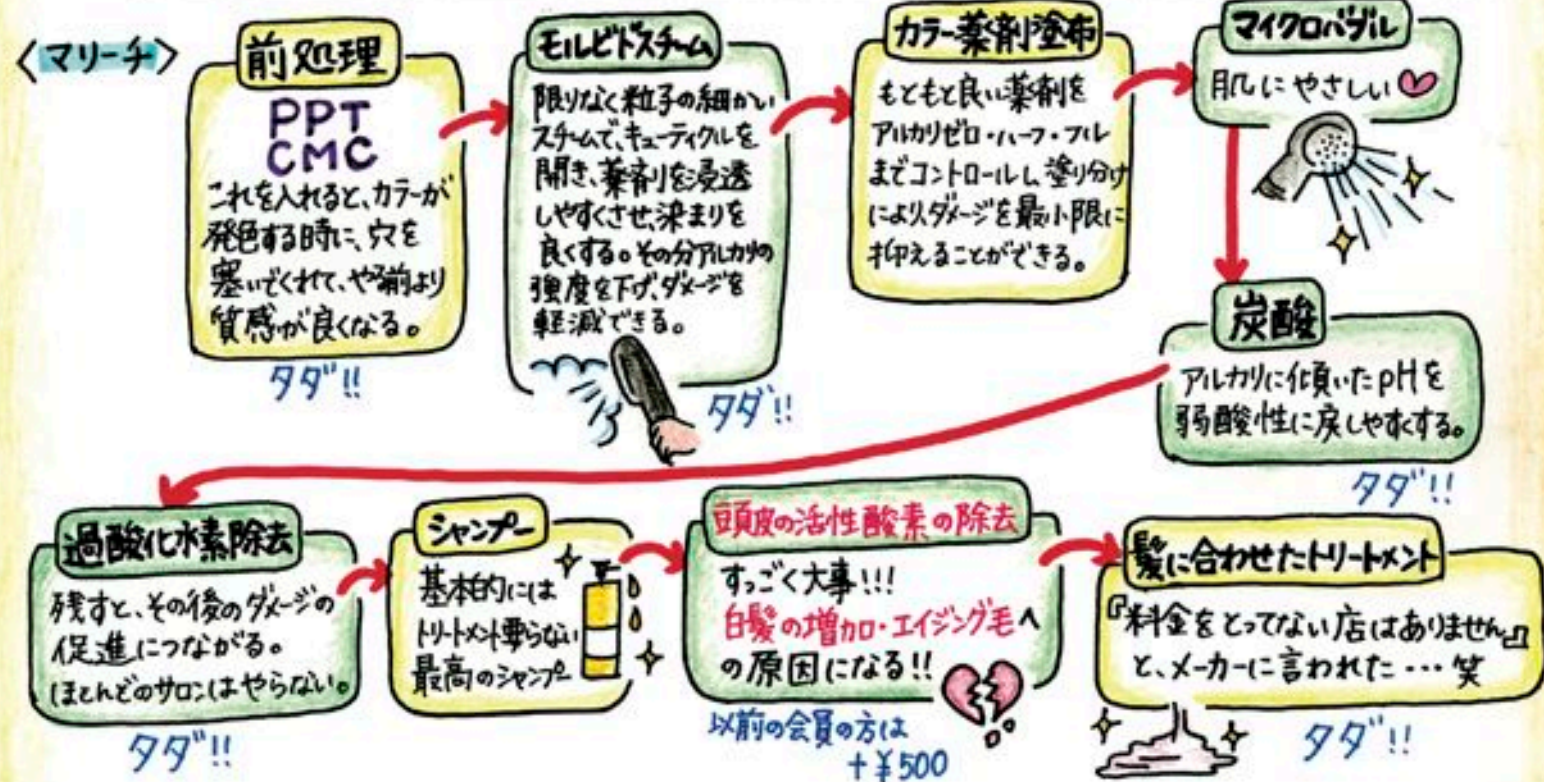 〈マリーチ〉
前処理
PPT
CMC
これを入れると、カラーが
発色する時に、穴を
塞いでくれて、やる前より
質感が良くなる。
タダ!!
モルビドスチーム
限りなく粒子の細かい
スチームで、キューティクルを
開き、薬剤を浸透
しやすくさせ、染まりを
良くする。その分アルカリの
強度を下げ、ダメージを
軽減できる。
タダ!!
カラー薬剤塗布
もともと良い薬剤を
アルカリゼロ・ハーフ・フル
までコントロールし、塗り分け
により、ダメージを最小限に
抑えることができる。
マイクロバブル
肌にやさしい
炭酸
アルカリに傾いたpHを
弱酸性に戻しやすくする。
タダ!!
過酸化水素除去
残すと、その後のダメージの
促進につながる。
ほとんどのサロンはやらない。
タダ!!
シャンプー
基本的には
トリートメント要らない
最高のシャンプー
頭皮の活性酸素の除去
すっごく大事!!!
白髪の増加・エイジング毛へ
の原因になる!!
以前の会員の方は
+¥500
髪に合わせたトリートメント
『料金をとってない店はありません』
と、メーカーに言われた…笑
タダ!!